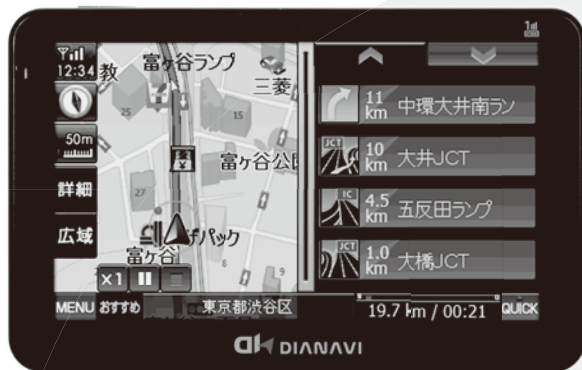 12:34
50m
詳細
広域
MENU
教
富ヶ谷ランプ
三菱
25
15
富ヶ谷公
27
fパック
富ヶ谷
8
9
x1
おすすめ
東京都渋谷区
11 km 中環大井南ラン
JCT 10 km 大井JCT
IC 4.5 km 五反田ランプ
JCT 1.0 km 大橋JCT
19.7 km / 00:21
QUICK
DIANAVI